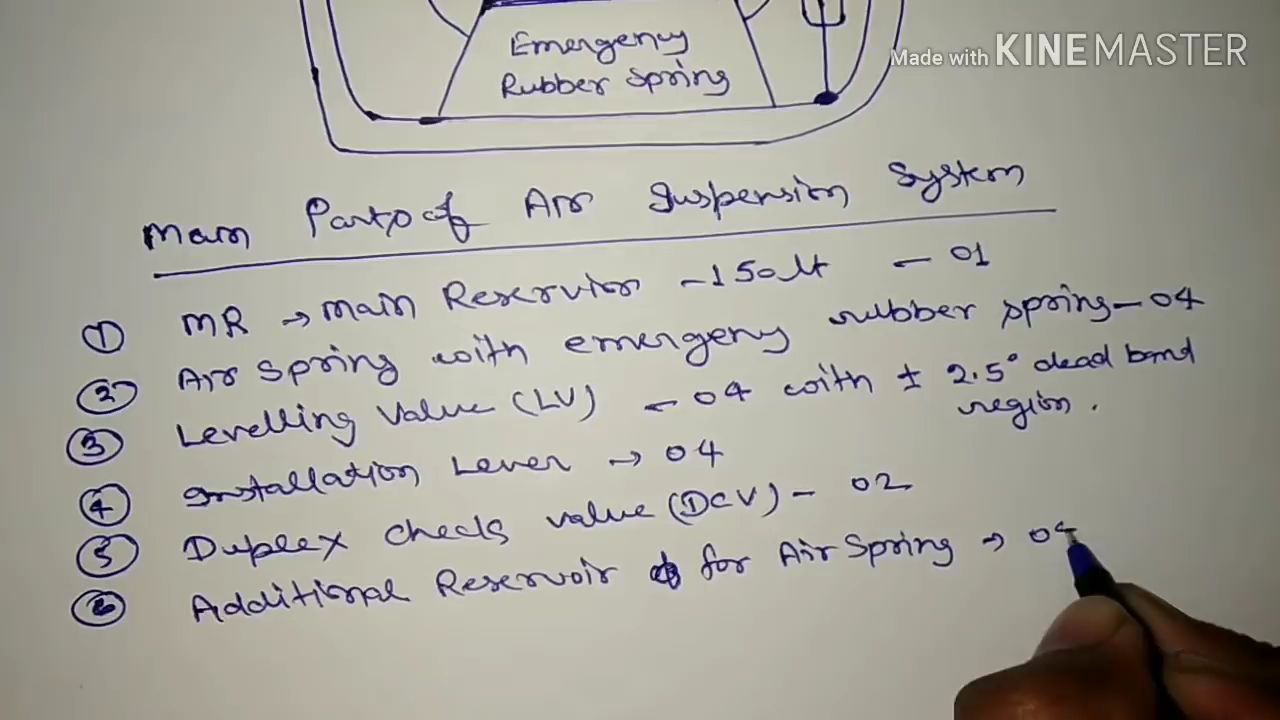 Emergency
Rubber Spring
Made with KINEMASTER
Main Parts of Air Suspension System
① MR → Main Reservior - 150 lt - 01
② Air Spring with emergeny rubber spring - 04
③ Levelling Value (LV) - 04 with ± 2.5° dead band
region.
④ Installation Lever → 04
⑤ Duplex check value (DCV) - 02
⑥ Additional Reservoir for Air Spring → 04